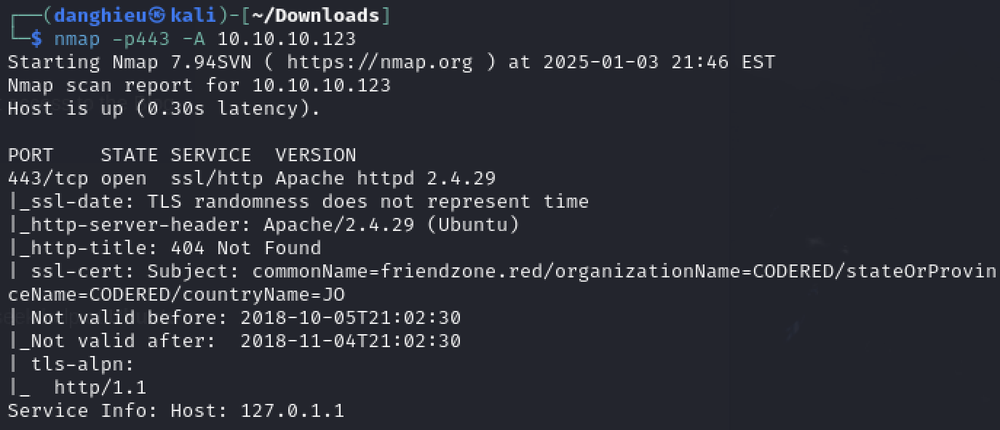 ┌──(danghieu㉿kali)-[~/Downloads]
└─$ nmap -p443 -A 10.10.10.123
Starting Nmap 7.94SVN ( https://nmap.org ) at 2025-01-03 21:46 EST
Nmap scan report for 10.10.10.123
Host is up (0.30s latency).
PORT    STATE SERVICE  VERSION
443/tcp open  ssl/http Apache httpd 2.4.29
|_ssl-date: TLS randomness does not represent time
|_http-server-header: Apache/2.4.29 (Ubuntu)
|_http-title: 404 Not Found
| ssl-cert: Subject: commonName=friendzone.red/organizationName=CODERED/stateOrProvin
ceName=CODERED/countryName=JO
| Not valid before: 2018-10-05T21:02:30
|_Not valid after:  2018-11-04T21:02:30
| tls-alpn:
|_  http/1.1
Service Info: Host: 127.0.1.1